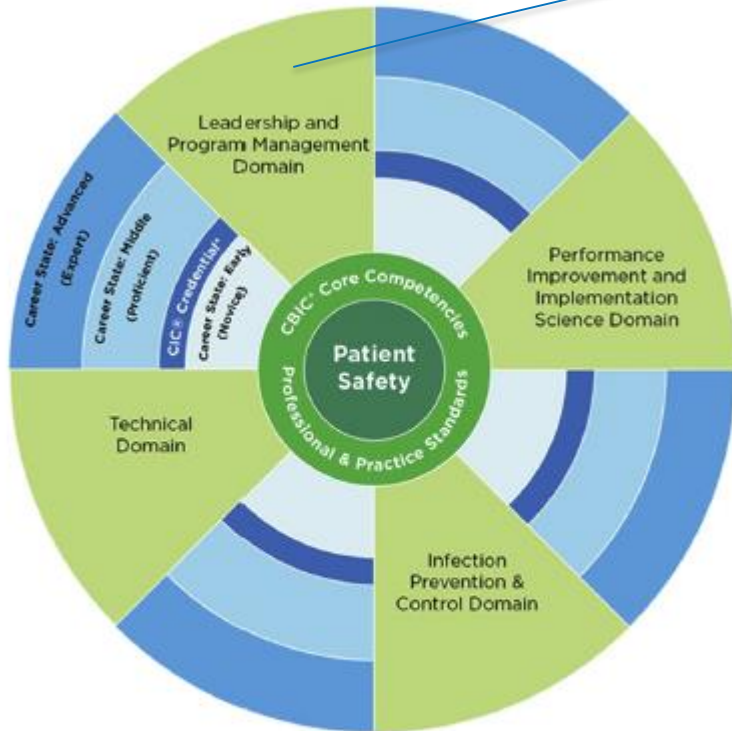 Leadership and
Program Management
Domain
Performance
Improvement and
Implementation
Science Domain
Infection
Prevention &
Control Domain
Technical
Domain
Career State: Advanced
(Expert)
Career State: Middle
(Proficient)
CIC® Credential*
Career State: Early
(Novice)
CBIC® Core Competencies
Professional & Practice Standards
Patient
Safety